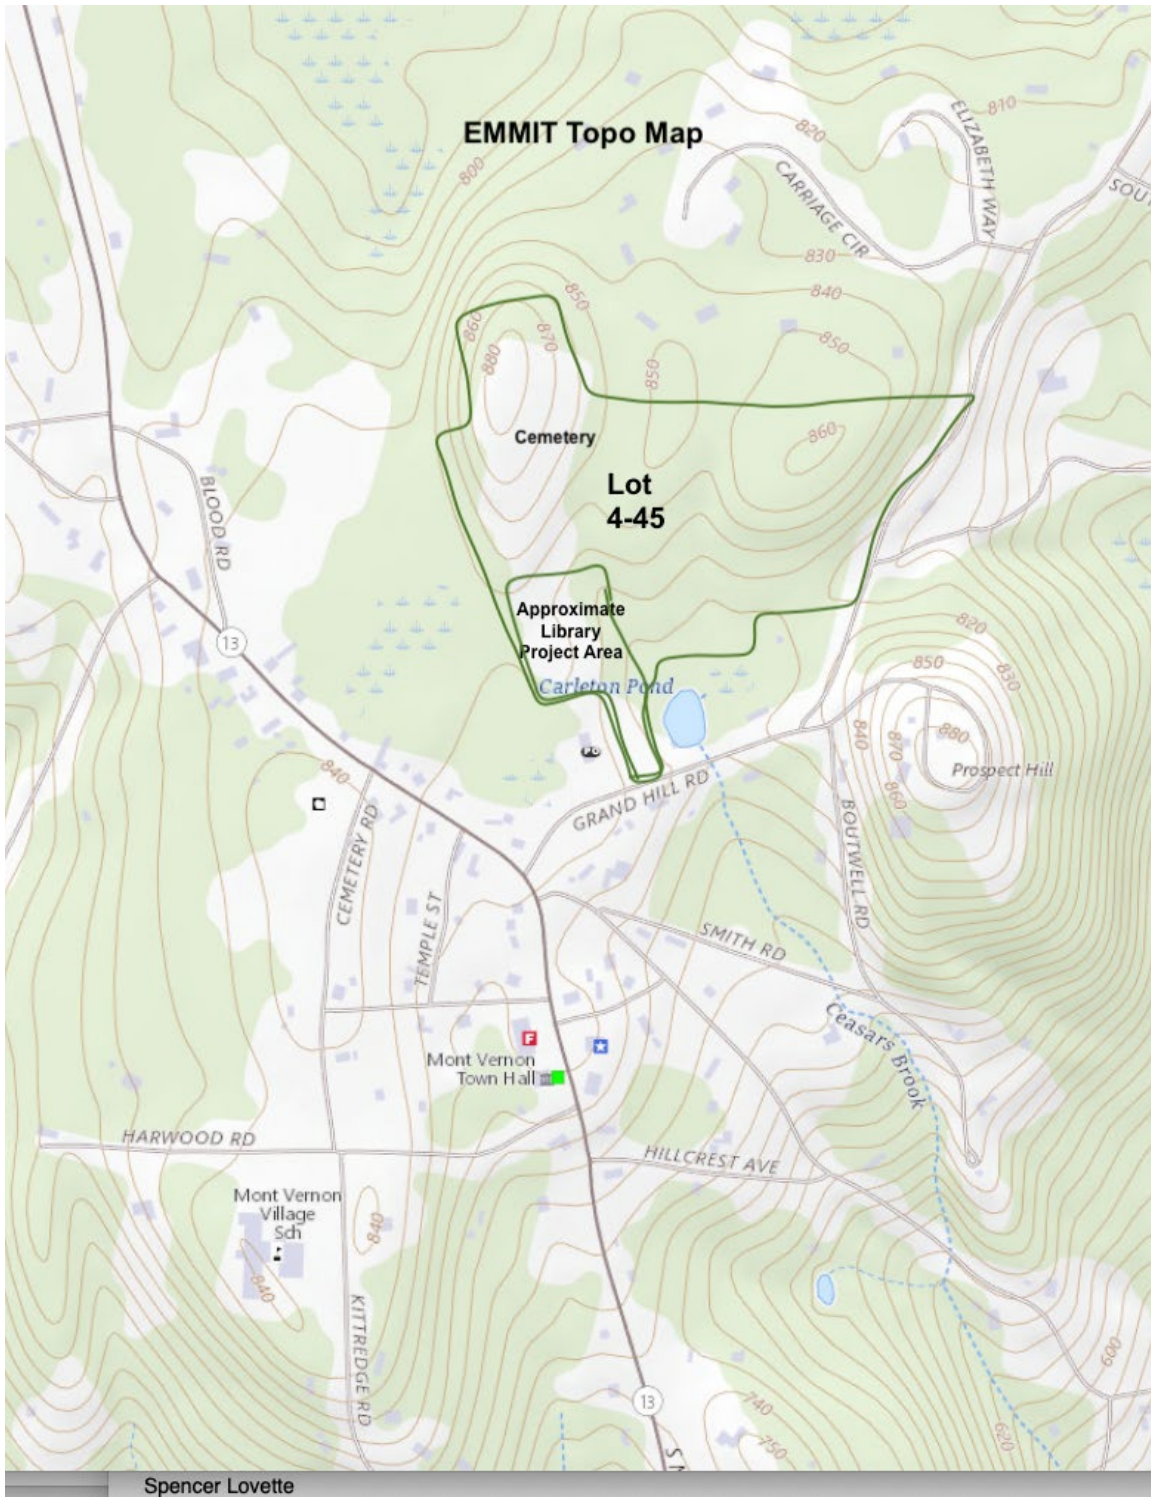 810
820
ELIZABETH WAY
EMMIT Topo Map
800
CARRIAGE CIR
830
840
850
860
870
850
880
850
860
Cemetery
Lot
4-45
BLOOD RD
Approximate
Library
Project Area
Carleton Pond
13
820
850
830
840
870
880
860
Prospect Hill
PO
GRAND HILL RD
840
CEMETERY RD
TEMPLE ST
BOUTWELL RD
SMITH RD
Ceasars Brook
F
Mont Vernon
Town Hall
HARWOOD RD
HILLCREST AVE
Mont Vernon
Village
Sch
840
840
KITTREDGE RD
600
13
740
750
620
Spencer Lovette